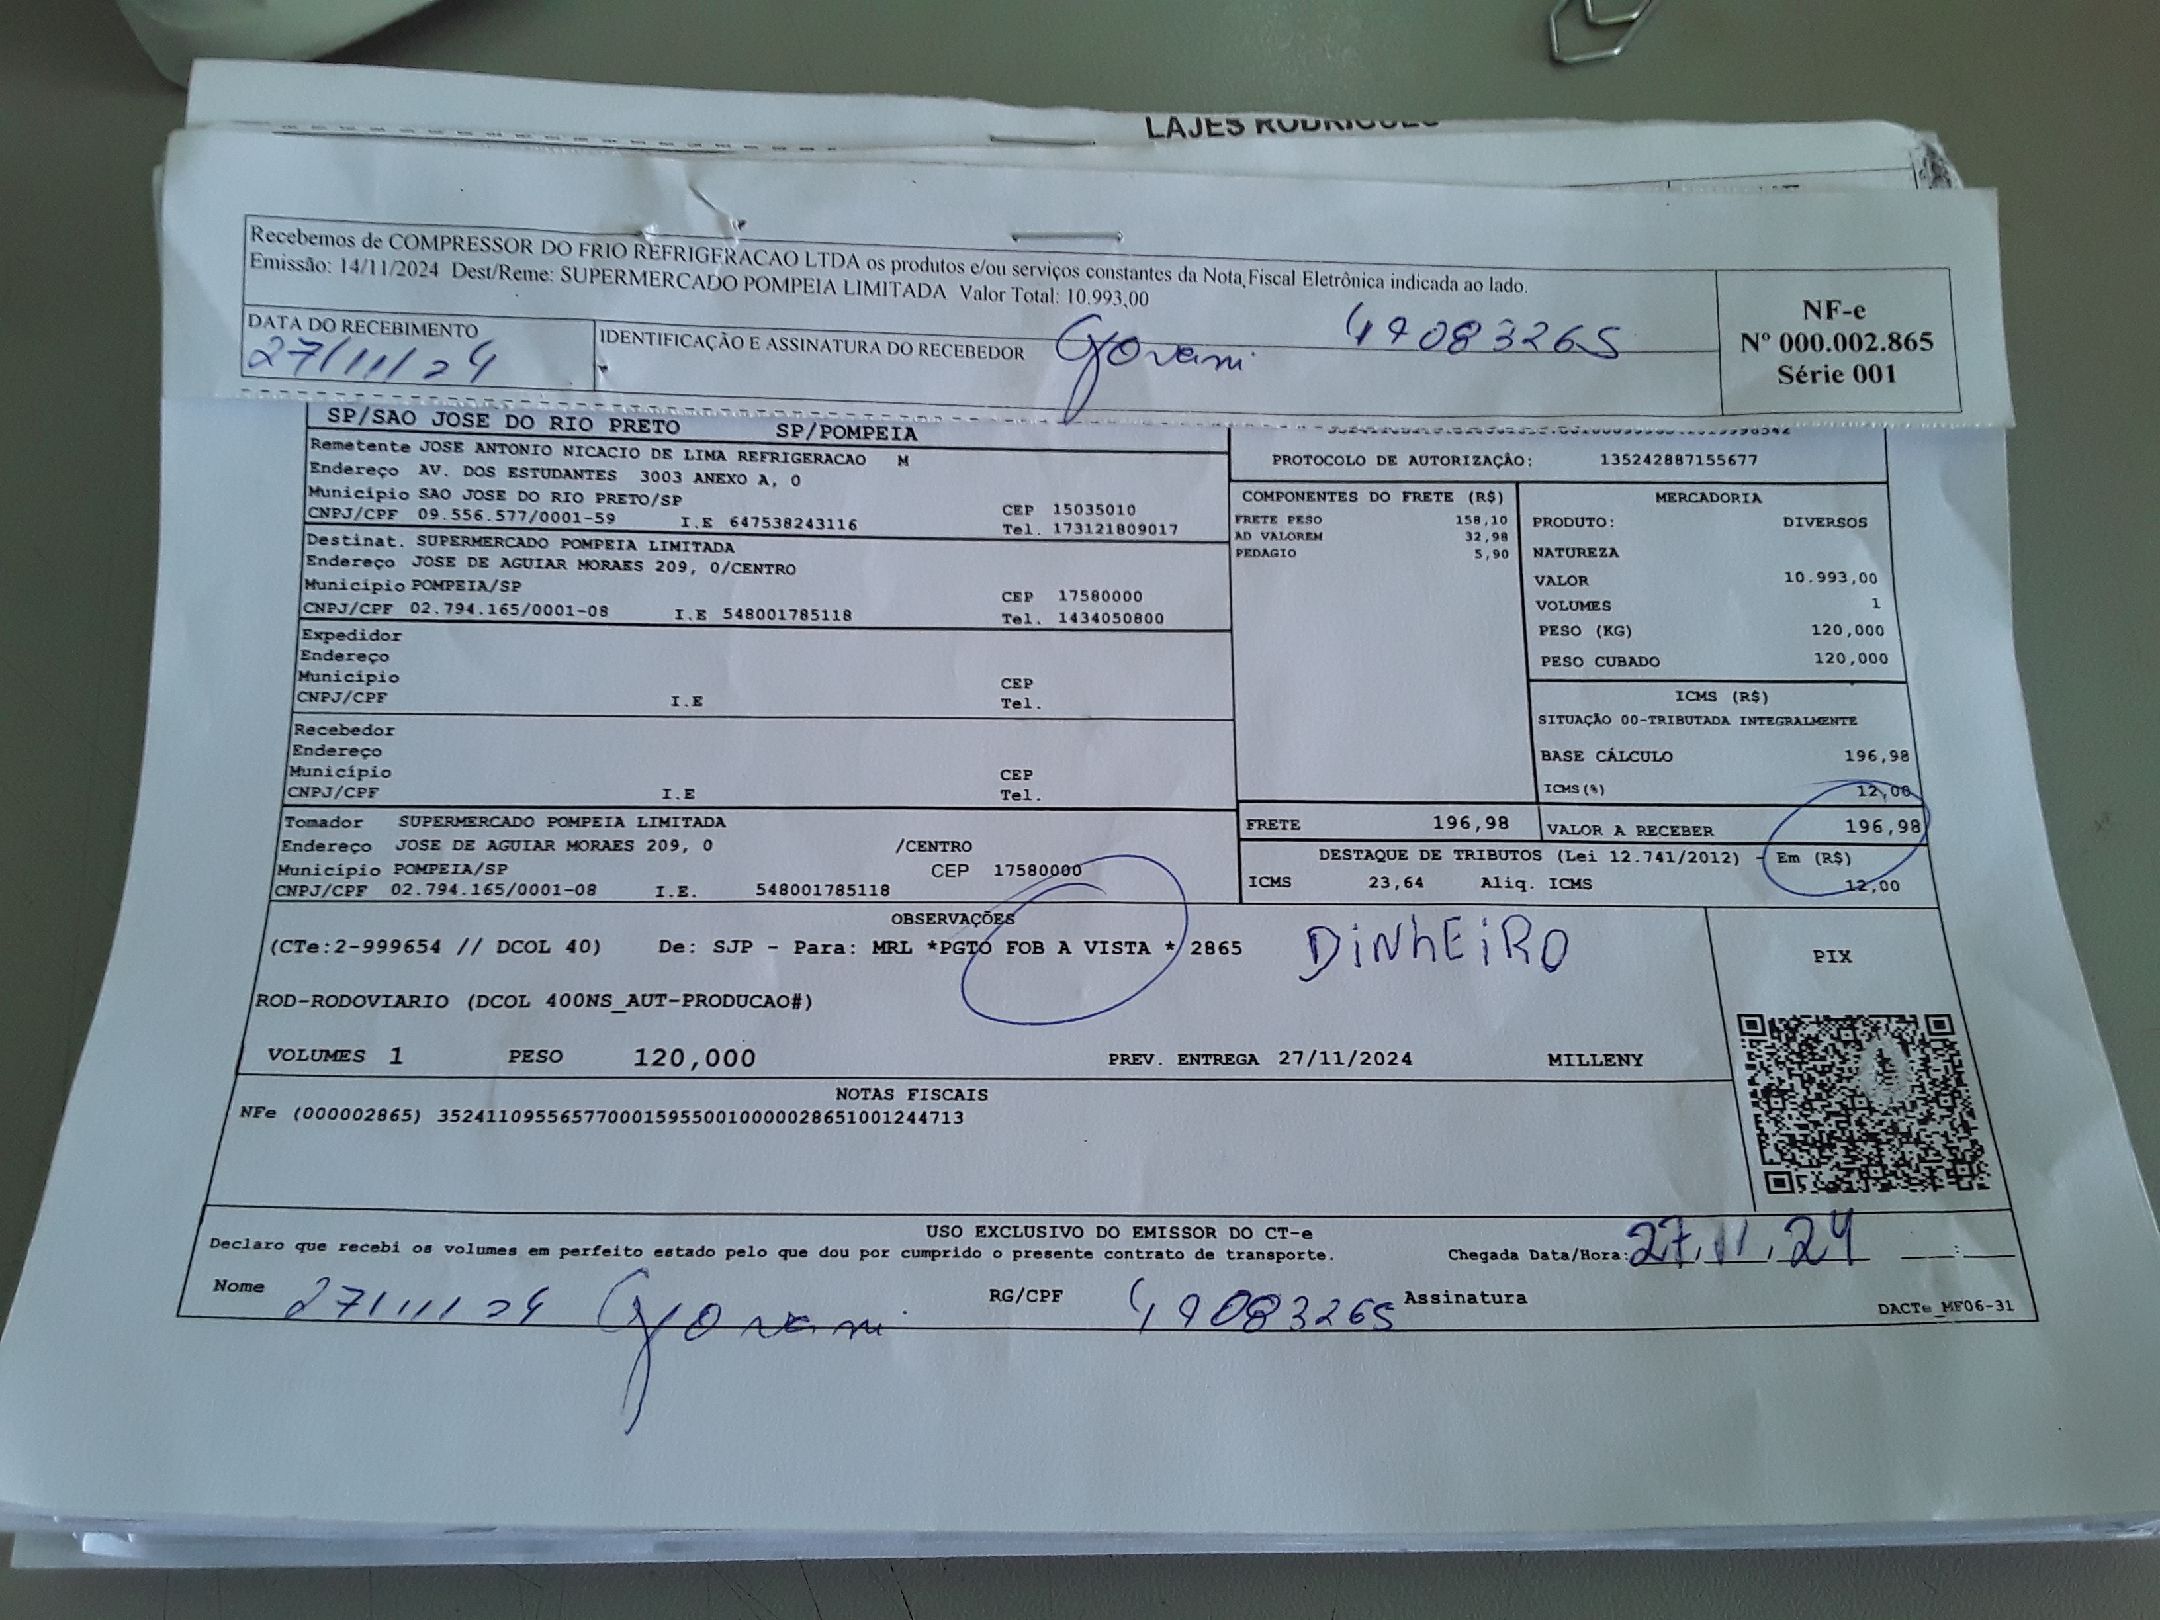 LAJES RODRIGUES
Recebemos de COMPRESSOR DO FRIO REFRIGERACAO LTDA os produtos e/ou serviços constantes da Nota Fiscal Eletrônica indicada ao lado.
Emissão: 14/11/2024 Dest/Reme: SUPERMERCADO POMPEIA LIMITADA Valor Total: 10.993,00
NF-e
Nº 000.002.865
Série 001
DATA DO RECEBIMENTO
27/11/24
IDENTIFICAÇÃO E ASSINATURA DO RECEBEDOR Giovani 49083265
SP/SAO JOSE DO RIO PRETO SP/POMPEIA
Remetente JOSE ANTONIO NICACIO DE LIMA REFRIGERACAO M
Endereço AV. DOS ESTUDANTES 3003 ANEXO A, 0
Município SAO JOSE DO RIO PRETO/SP CEP 15035010
CNPJ/CPF 09.556.577/0001-59 I.E 647538243116 Tel. 173121809017
Destinat. SUPERMERCADO POMPEIA LIMITADA
Endereço JOSE DE AGUIAR MORAES 209, 0/CENTRO
Município POMPEIA/SP CEP 17580000
CNPJ/CPF 02.794.165/0001-08 I.E 548001785118 Tel. 1434050800
Expedidor
Endereço
Município CEP
CNPJ/CPF I.E Tel.
Recebedor
Endereço
Município CEP
CNPJ/CPF I.E Tel.
Tomador SUPERMERCADO POMPEIA LIMITADA
Endereço JOSE DE AGUIAR MORAES 209, 0 /CENTRO
Município POMPEIA/SP CEP 17580000
CNPJ/CPF 02.794.165/0001-08 I.E. 548001785118
PROTOCOLO DE AUTORIZAÇÃO: 135242887155677
COMPONENTES DO FRETE (R$)
FRETE PESO 158,10
AD VALOREM 32,98
PEDAGIO 5,90
MERCADORIA
PRODUTO: DIVERSOS
NATUREZA
VALOR 10.993,00
VOLUMES 1
PESO (KG) 120,000
PESO CUBADO 120,000
ICMS (R$)
SITUAÇÃO 00-TRIBUTADA INTEGRALMENTE
BASE CÁLCULO 196,98
ICMS(%) 12,00
FRETE 196,98 VALOR A RECEBER 196,98
DESTAQUE DE TRIBUTOS (Lei 12.741/2012) - Em (R$)
ICMS 23,64 Aliq. ICMS 12,00
OBSERVAÇÕES
(CTe:2-999654 // DCOL 40) De: SJP - Para: MRL *PGTO FOB A VISTA * 2865
DiNhEiRO
PIX
ROD-RODOVIARIO (DCOL 400NS_AUT-PRODUCAO#)
VOLUMES 1 PESO 120,000 PREV. ENTREGA 27/11/2024 MILLENY
NOTAS FISCAIS
NFe (000002865) 35241109556577000159550010000028651001244713
USO EXCLUSIVO DO EMISSOR DO CT-e
Declaro que recebi os volumes em perfeito estado pelo que dou por cumprido o presente contrato de transporte. Chegada Data/Hora: 27,11,24 __:__
Nome 27/11/24 Giovani RG/CPF 49083265 Assinatura
DACTe_MF06-31